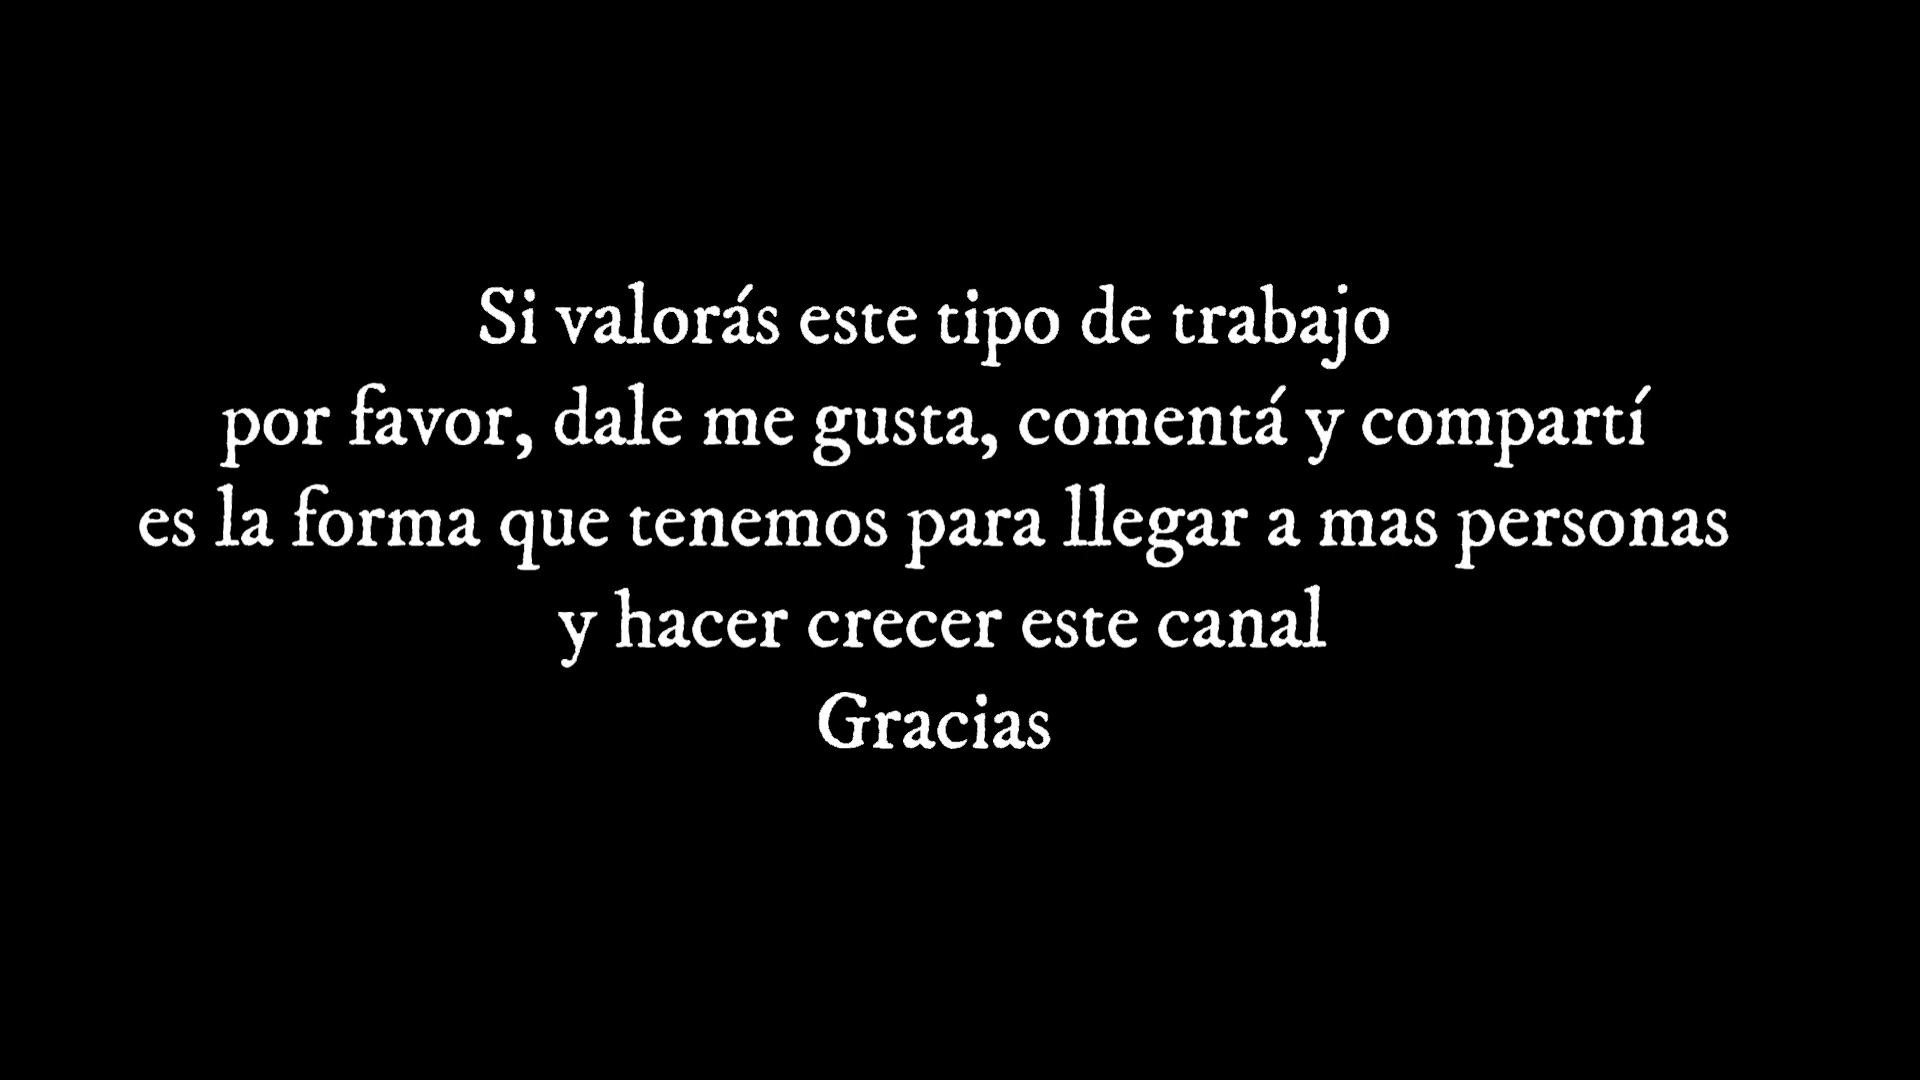 Si valorás este tipo de trabajo
por favor, dale me gusta, comentá y compartí
es la forma que tenemos para llegar a mas personas
y hacer crecer este canal
Gracias